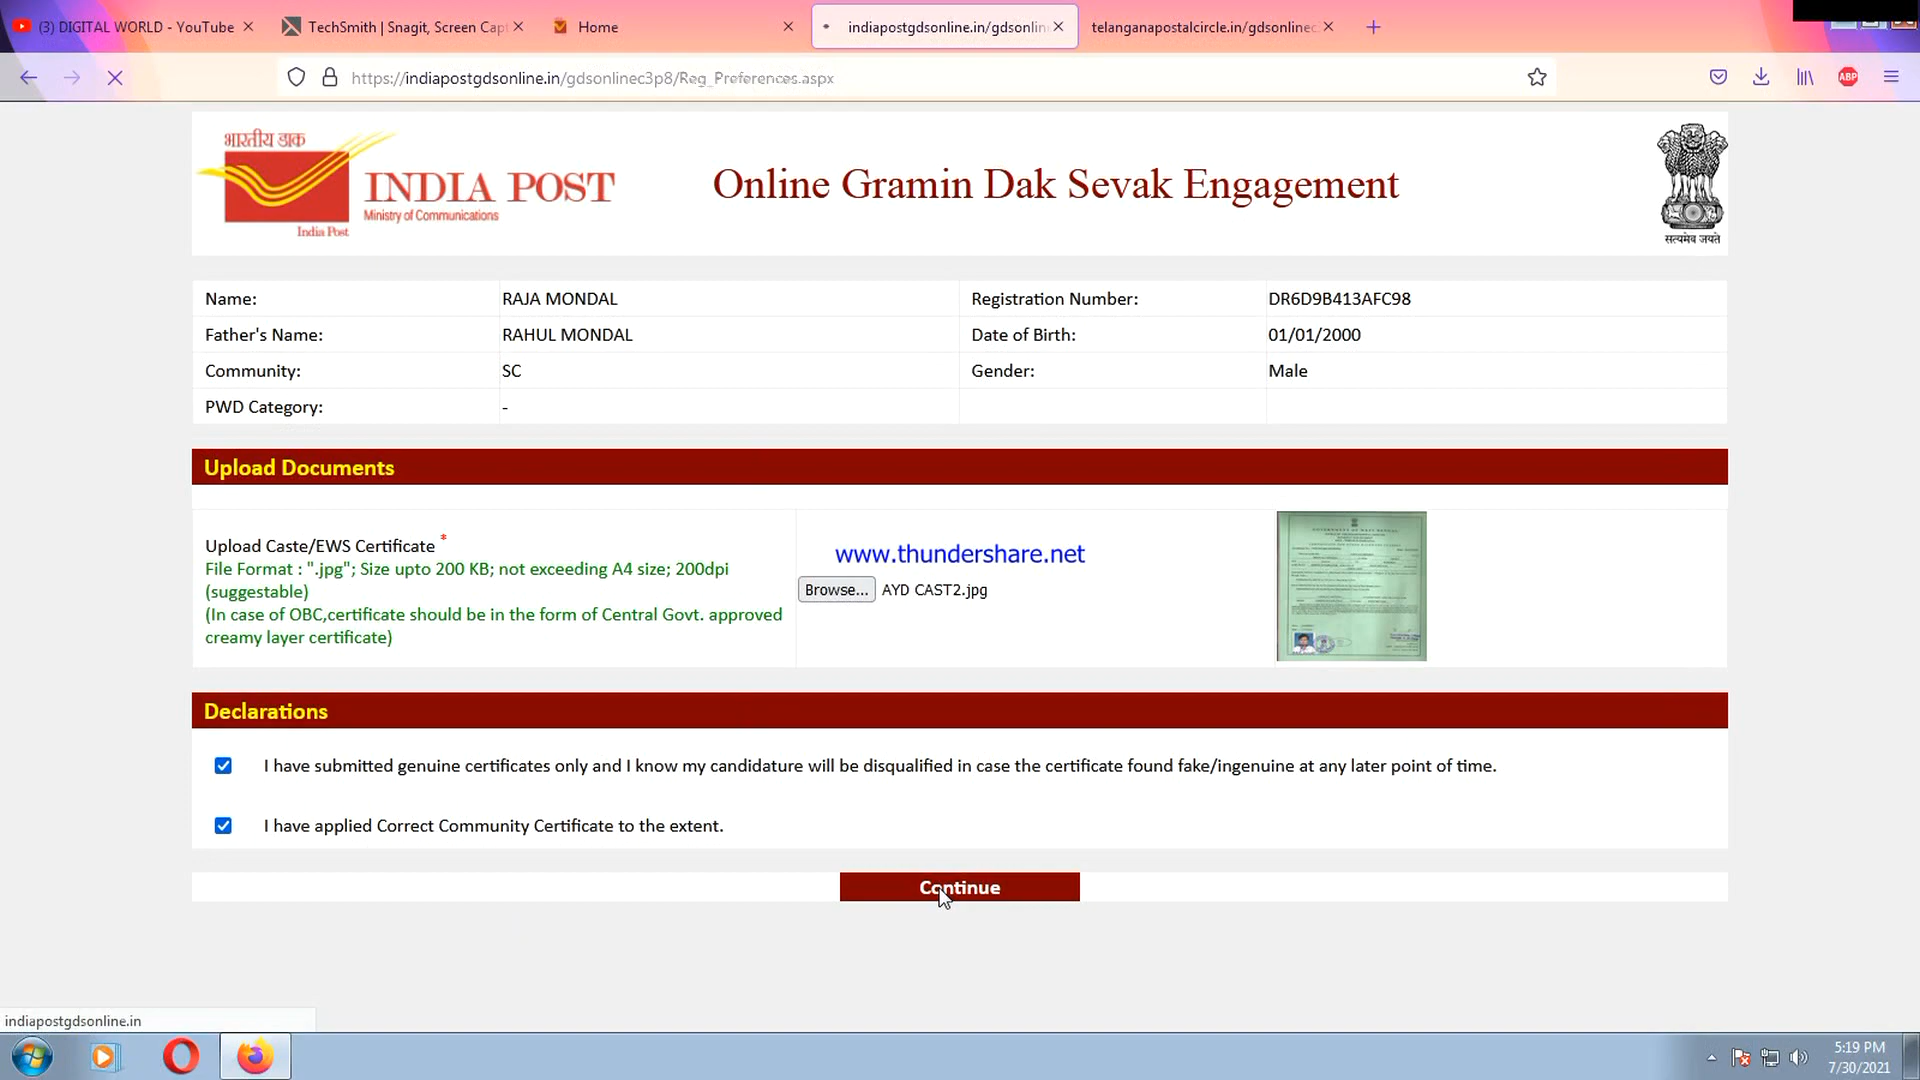 (3) DIGITAL WORLD - YouTube
TechSmith | Snagit, Screen Cap
Home
indiapostgdsonline.in/gdsonlin
telanganapostalcircle.in/gdsonlinec
https://indiapostgdsonline.in/gdsonlinec3p8/Reg_Preferences.aspx
ABP
भारतीय डाक
INDIA POST
Ministry of Communications
India Post
Online Gramin Dak Sevak Engagement
सत्यमेव जयते
Name: RAJA MONDAL Registration Number: DR6D9B413AFC98
Father's Name: RAHUL MONDAL Date of Birth: 01/01/2000
Community: SC Gender: Male
PWD Category: -
Upload Documents
Upload Caste/EWS Certificate *
File Format : ".jpg"; Size upto 200 KB; not exceeding A4 size; 200dpi
(suggestable)
(In case of OBC,certificate should be in the form of Central Govt. approved
creamy layer certificate)
www.thundershare.net
Browse... AYD CAST2.jpg
Declarations
I have submitted genuine certificates only and I know my candidature will be disqualified in case the certificate found fake/ingenuine at any later point of time.
I have applied Correct Community Certificate to the extent.
Continue
indiapostgdsonline.in
5:19 PM
7/30/2021